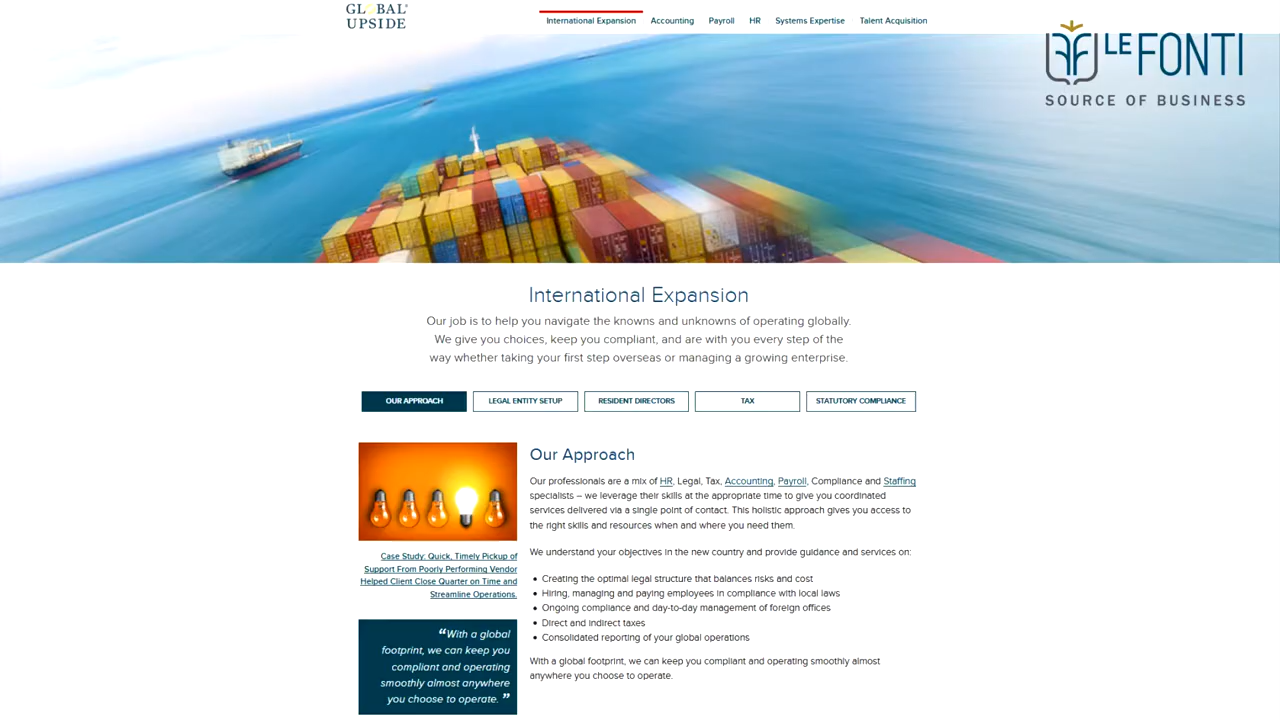 GLOBAL®
UPSIDE
International Expansion Accounting Payroll HR Systems Expertise Talent Acquisition
LEFONTI
SOURCE OF BUSINESS
International Expansion
Our job is to help you navigate the knowns and unknowns of operating globally.
We give you choices, keep you compliant, and are with you every step of the
way whether taking your first step overseas or managing a growing enterprise.
OUR APPROACH LEGAL ENTITY SETUP RESIDENT DIRECTORS TAX STATUTORY COMPLIANCE
Case Study: Quick, Timely Pickup of
Support From Poorly Performing Vendor
Helped Client Close Quarter on Time and
Streamline Operations.
“With a global
footprint, we can keep you
compliant and operating
smoothly almost anywhere
you choose to operate.”
Our Approach
Our professionals are a mix of HR, Legal, Tax, Accounting, Payroll, Compliance and Staffing
specialists – we leverage their skills at the appropriate time to give you coordinated
services delivered via a single point of contact. This holistic approach gives you access to
the right skills and resources when and where you need them.
We understand your objectives in the new country and provide guidance and services on:
• Creating the optimal legal structure that balances risks and cost
• Hiring, managing and paying employees in compliance with local laws
• Ongoing compliance and day-to-day management of foreign offices
• Direct and indirect taxes
• Consolidated reporting of your global operations
With a global footprint, we can keep you compliant and operating smoothly almost
anywhere you choose to operate.